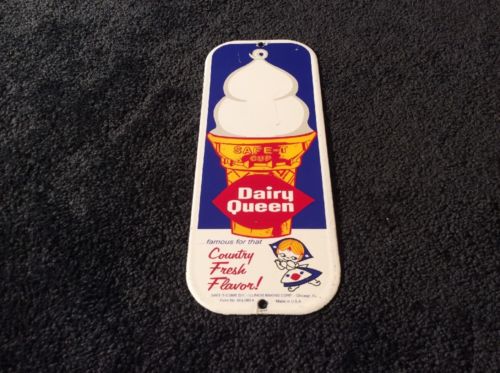 SAFE-T
CUP
Dairy
Queen
famous for that
Country
Fresh
Flavor!
Made in U.S.A.